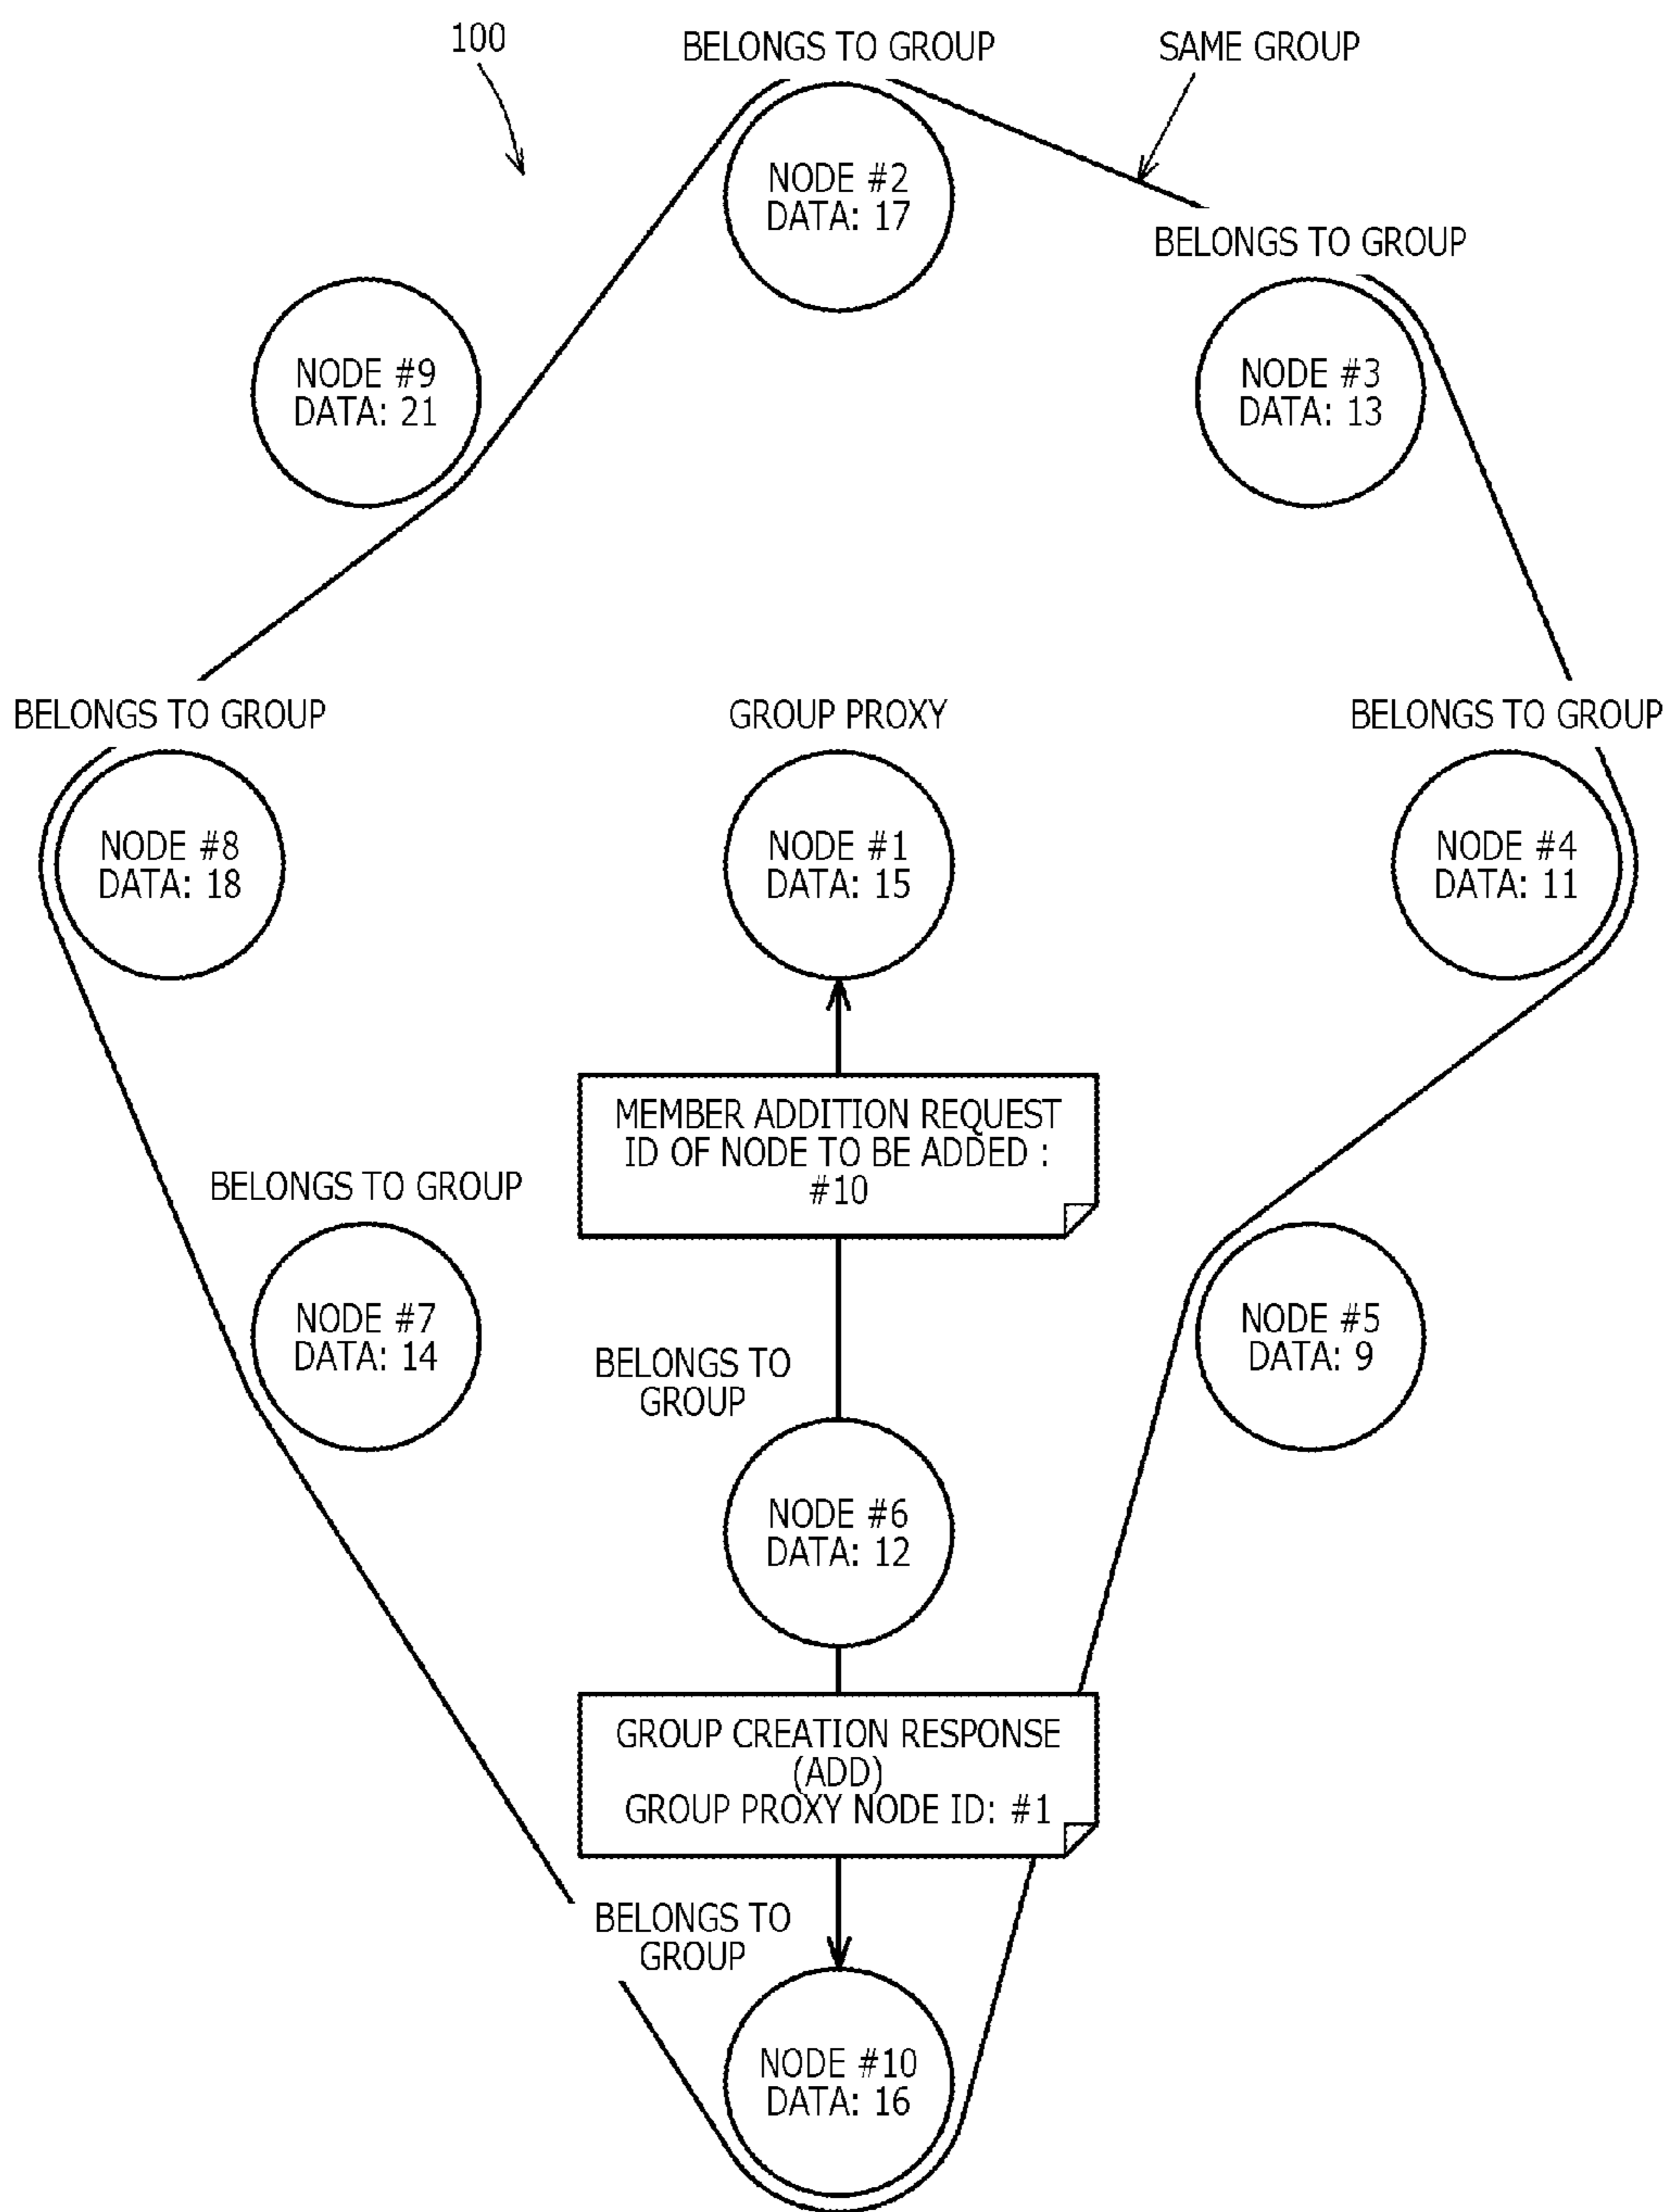 100
BELONGS TO GROUP
SAME GROUP
NODE #2
DATA: 17
BELONGS TO GROUP
NODE #9
DATA: 21
NODE #3
DATA: 13
BELONGS TO GROUP
GROUP PROXY
BELONGS TO GROUP
NODE #8
DATA: 18
NODE #1
DATA: 15
NODE #4
DATA: 11
MEMBER ADDITION REQUEST
ID OF NODE TO BE ADDED :
#10
BELONGS TO GROUP
NODE #7
DATA: 14
NODE #5
DATA: 9
BELONGS TO
GROUP
NODE #6
DATA: 12
GROUP CREATION RESPONSE
(ADD)
GROUP PROXY NODE ID: #1
BELONGS TO
GROUP
NODE #10
DATA: 16